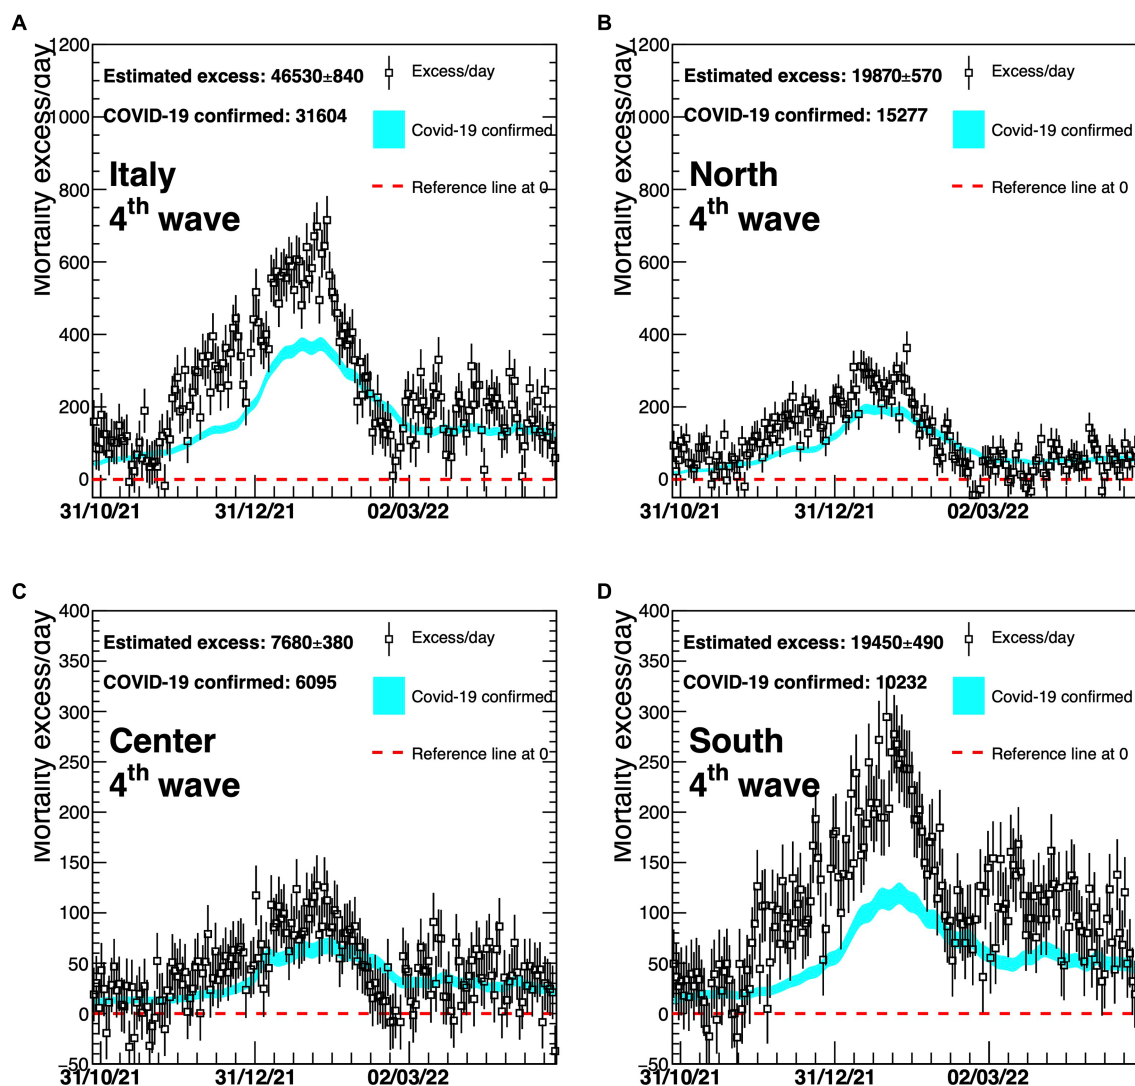 A
Mortality excess/day
1200
1000
800
600
400
200
0
Estimated excess: 46530±840
COVID-19 confirmed: 31604
Italy
4th wave
Excess/day
Covid-19 confirmed
Reference line at 0
31/10/21 31/12/21 02/03/22
B
Mortality excess/day
1200
1000
800
600
400
200
0
Estimated excess: 19870±570
COVID-19 confirmed: 15277
North
4th wave
Excess/day
Covid-19 confirmed
Reference line at 0
31/10/21 31/12/21 02/03/22
C
Mortality excess/day
400
350
300
250
200
150
100
50
0
−50
Estimated excess: 7680±380
COVID-19 confirmed: 6095
Center
4th wave
Excess/day
Covid-19 confirmed
Reference line at 0
31/10/21 31/12/21 02/03/22
D
Mortality excess/day
400
350
300
250
200
150
100
50
0
−50
Estimated excess: 19450±490
COVID-19 confirmed: 10232
South
4th wave
Excess/day
Covid-19 confirmed
Reference line at 0
31/10/21 31/12/21 02/03/22